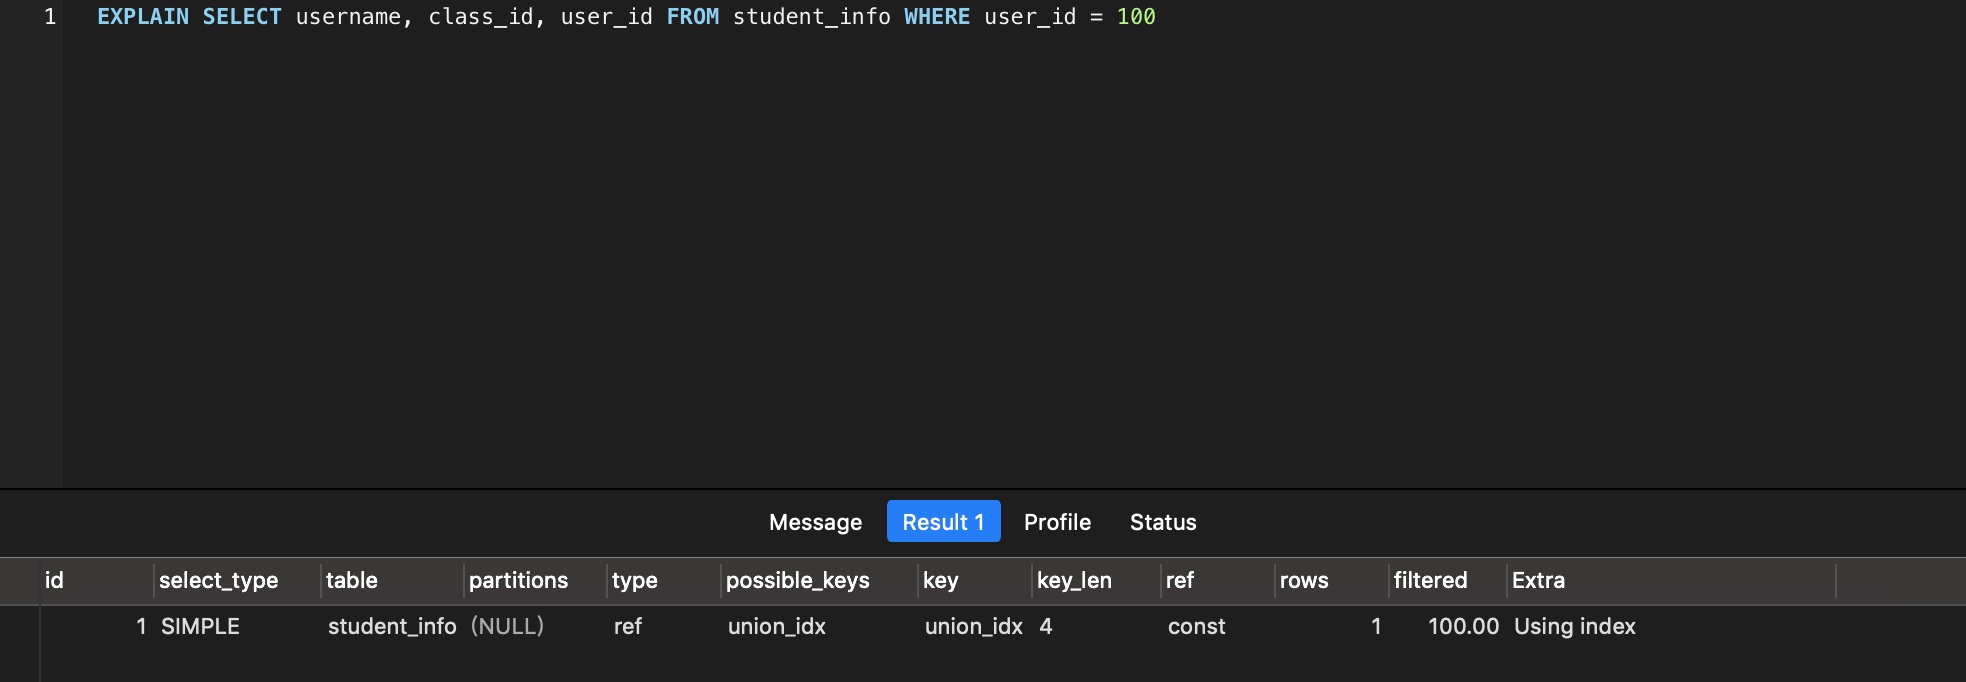 1 EXPLAIN SELECT username, class_id, user_id FROM student_info WHERE user_id = 100
Message Result 1 Profile Status
id select_type table partitions type possible_keys key key_len ref rows filtered Extra
1 SIMPLE student_info (NULL) ref union_idx union_idx 4 const 1 100.00 Using index